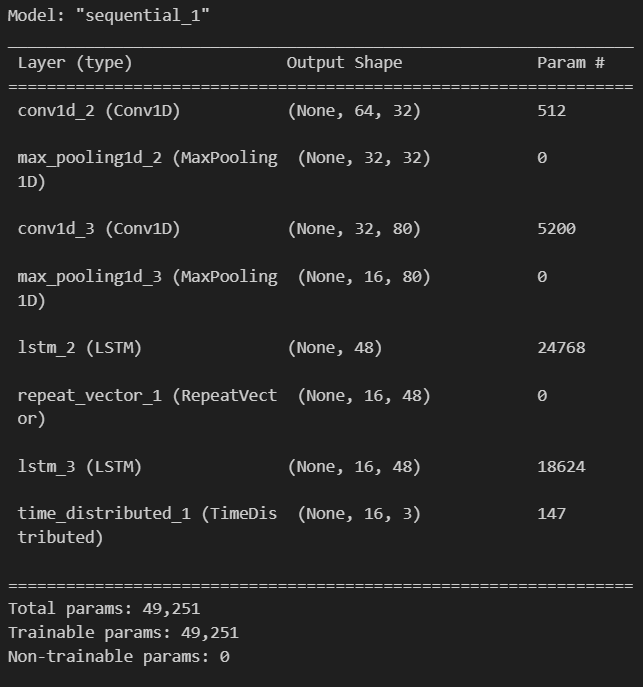 Model: "sequential_1"
Layer (type) Output Shape Param #
conv1d_2 (Conv1D) (None, 64, 32) 512
max_pooling1d_2 (MaxPooling (None, 32, 32) 0
1D)
conv1d_3 (Conv1D) (None, 32, 80) 5200
max_pooling1d_3 (MaxPooling (None, 16, 80) 0
1D)
lstm_2 (LSTM) (None, 48) 24768
repeat_vector_1 (RepeatVect (None, 16, 48) 0
or)
lstm_3 (LSTM) (None, 16, 48) 18624
time_distributed_1 (TimeDis (None, 16, 3) 147
tributed)
Total params: 49,251
Trainable params: 49,251
Non-trainable params: 0